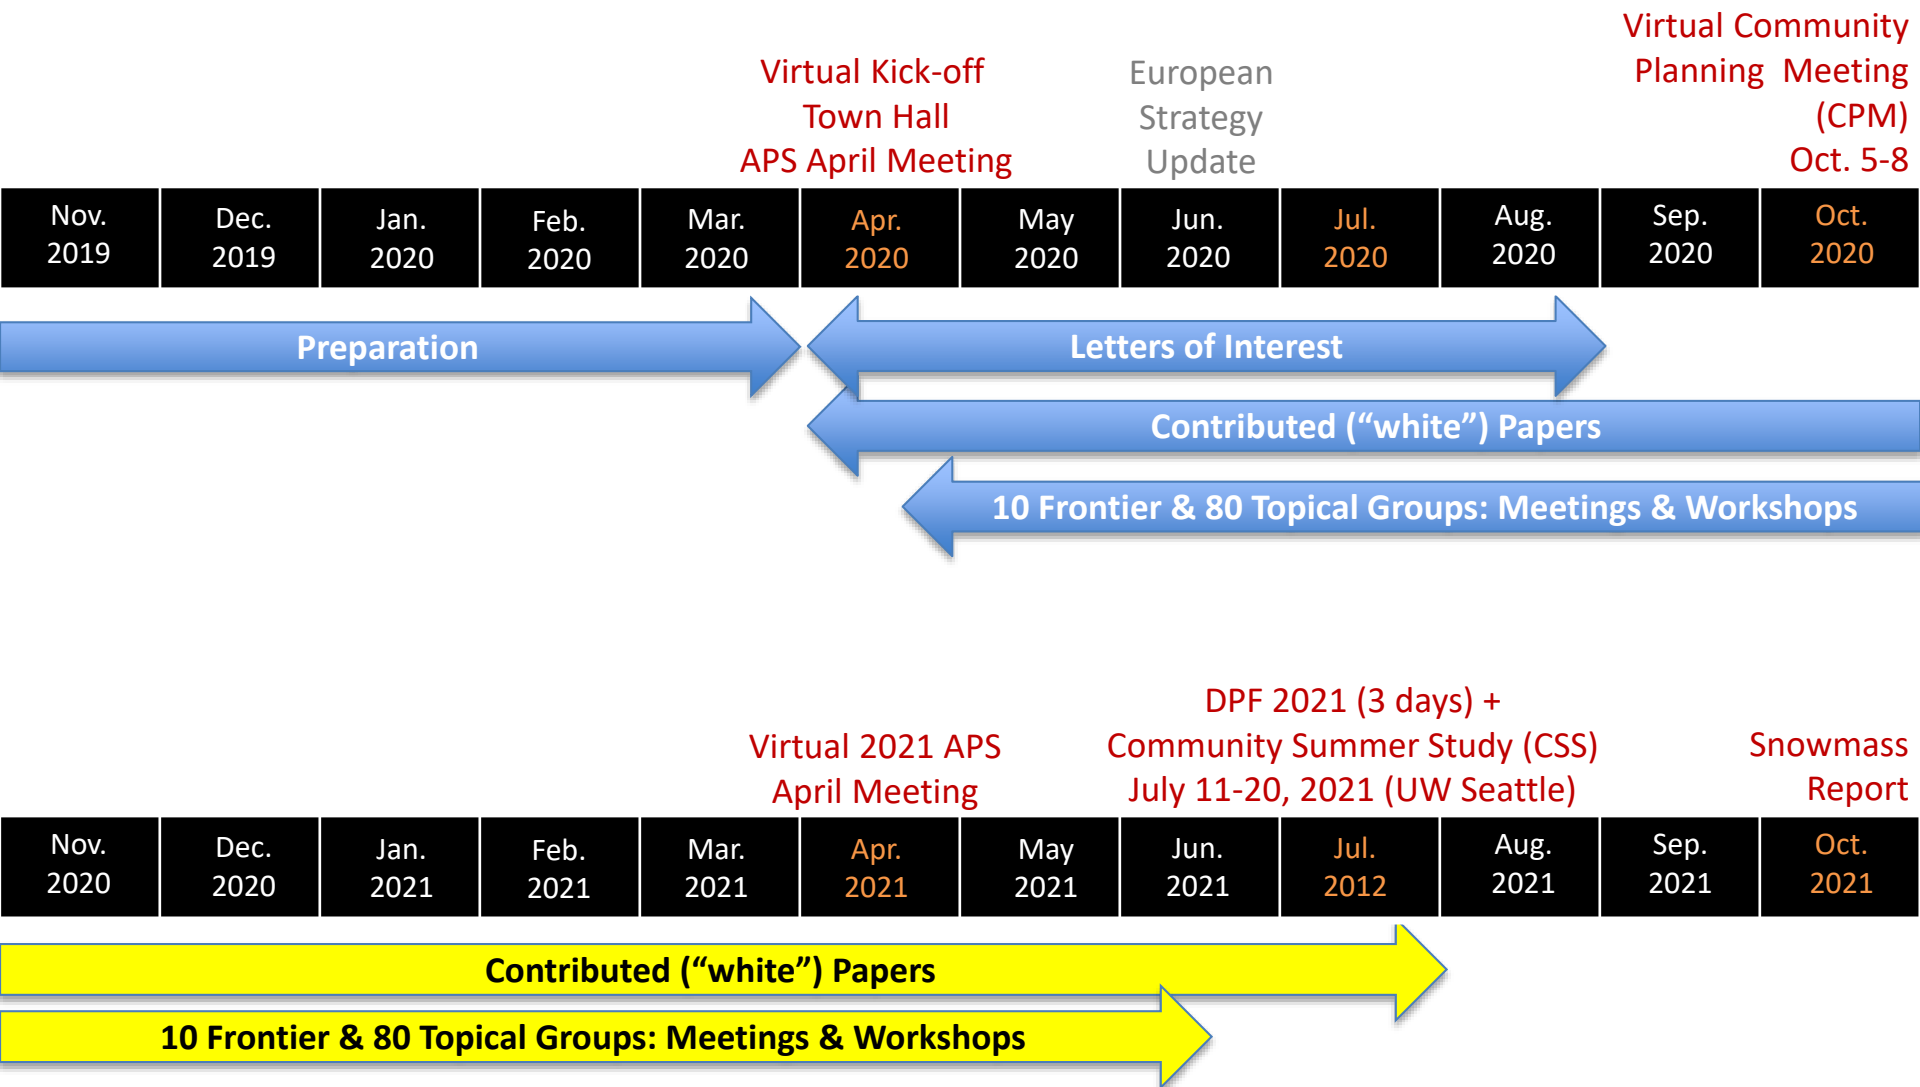 Virtual Kick-off
Town Hall
APS April Meeting
European
Strategy
Update
Virtual Community
Planning Meeting
(CPM)
Oct. 5-8
Nov.
2019
Dec.
2019
Jan.
2020
Feb.
2020
Mar.
2020
Apr.
2020
May
2020
Jun.
2020
Jul.
2020
Aug.
2020
Sep.
2020
Oct.
2020
Preparation
Letters of Interest
Contributed (“white”) Papers
10 Frontier & 80 Topical Groups: Meetings & Workshops
Virtual 2021 APS
April Meeting
DPF 2021 (3 days) +
Community Summer Study (CSS)
July 11-20, 2021 (UW Seattle)
Snowmass
Report
Nov.
2020
Dec.
2020
Jan.
2021
Feb.
2021
Mar.
2021
Apr.
2021
May
2021
Jun.
2021
Jul.
2012
Aug.
2021
Sep.
2021
Oct.
2021
Contributed (“white”) Papers
10 Frontier & 80 Topical Groups: Meetings & Workshops